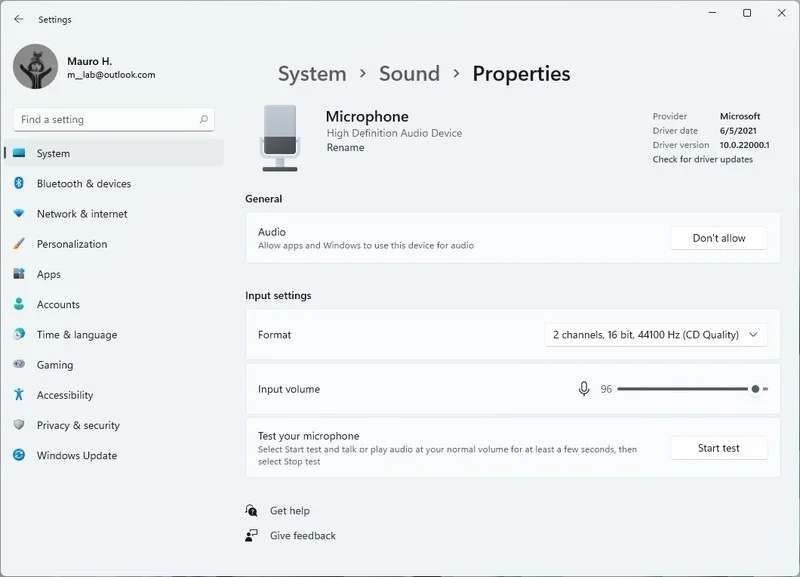 Settings
Mauro H.
m__lab@outlook.com
Find a setting
System
Bluetooth & devices
Network & internet
Personalization
Apps
Accounts
Time & language
Gaming
Accessibility
Privacy & security
Windows Update
System > Sound > Properties
Microphone
High Definition Audio Device
Rename
Provider Microsoft
Driver date 6/5/2021
Driver version 10.0.22000.1
Check for driver updates
General
Audio
Allow apps and Windows to use this device for audio
Don't allow
Input settings
Format
2 channels, 16 bit, 44100 Hz (CD Quality)
Input volume
96
Test your microphone
Select Start test and talk or play audio at your normal volume for at least a few seconds, then
select Stop test
Start test
Get help
Give feedback